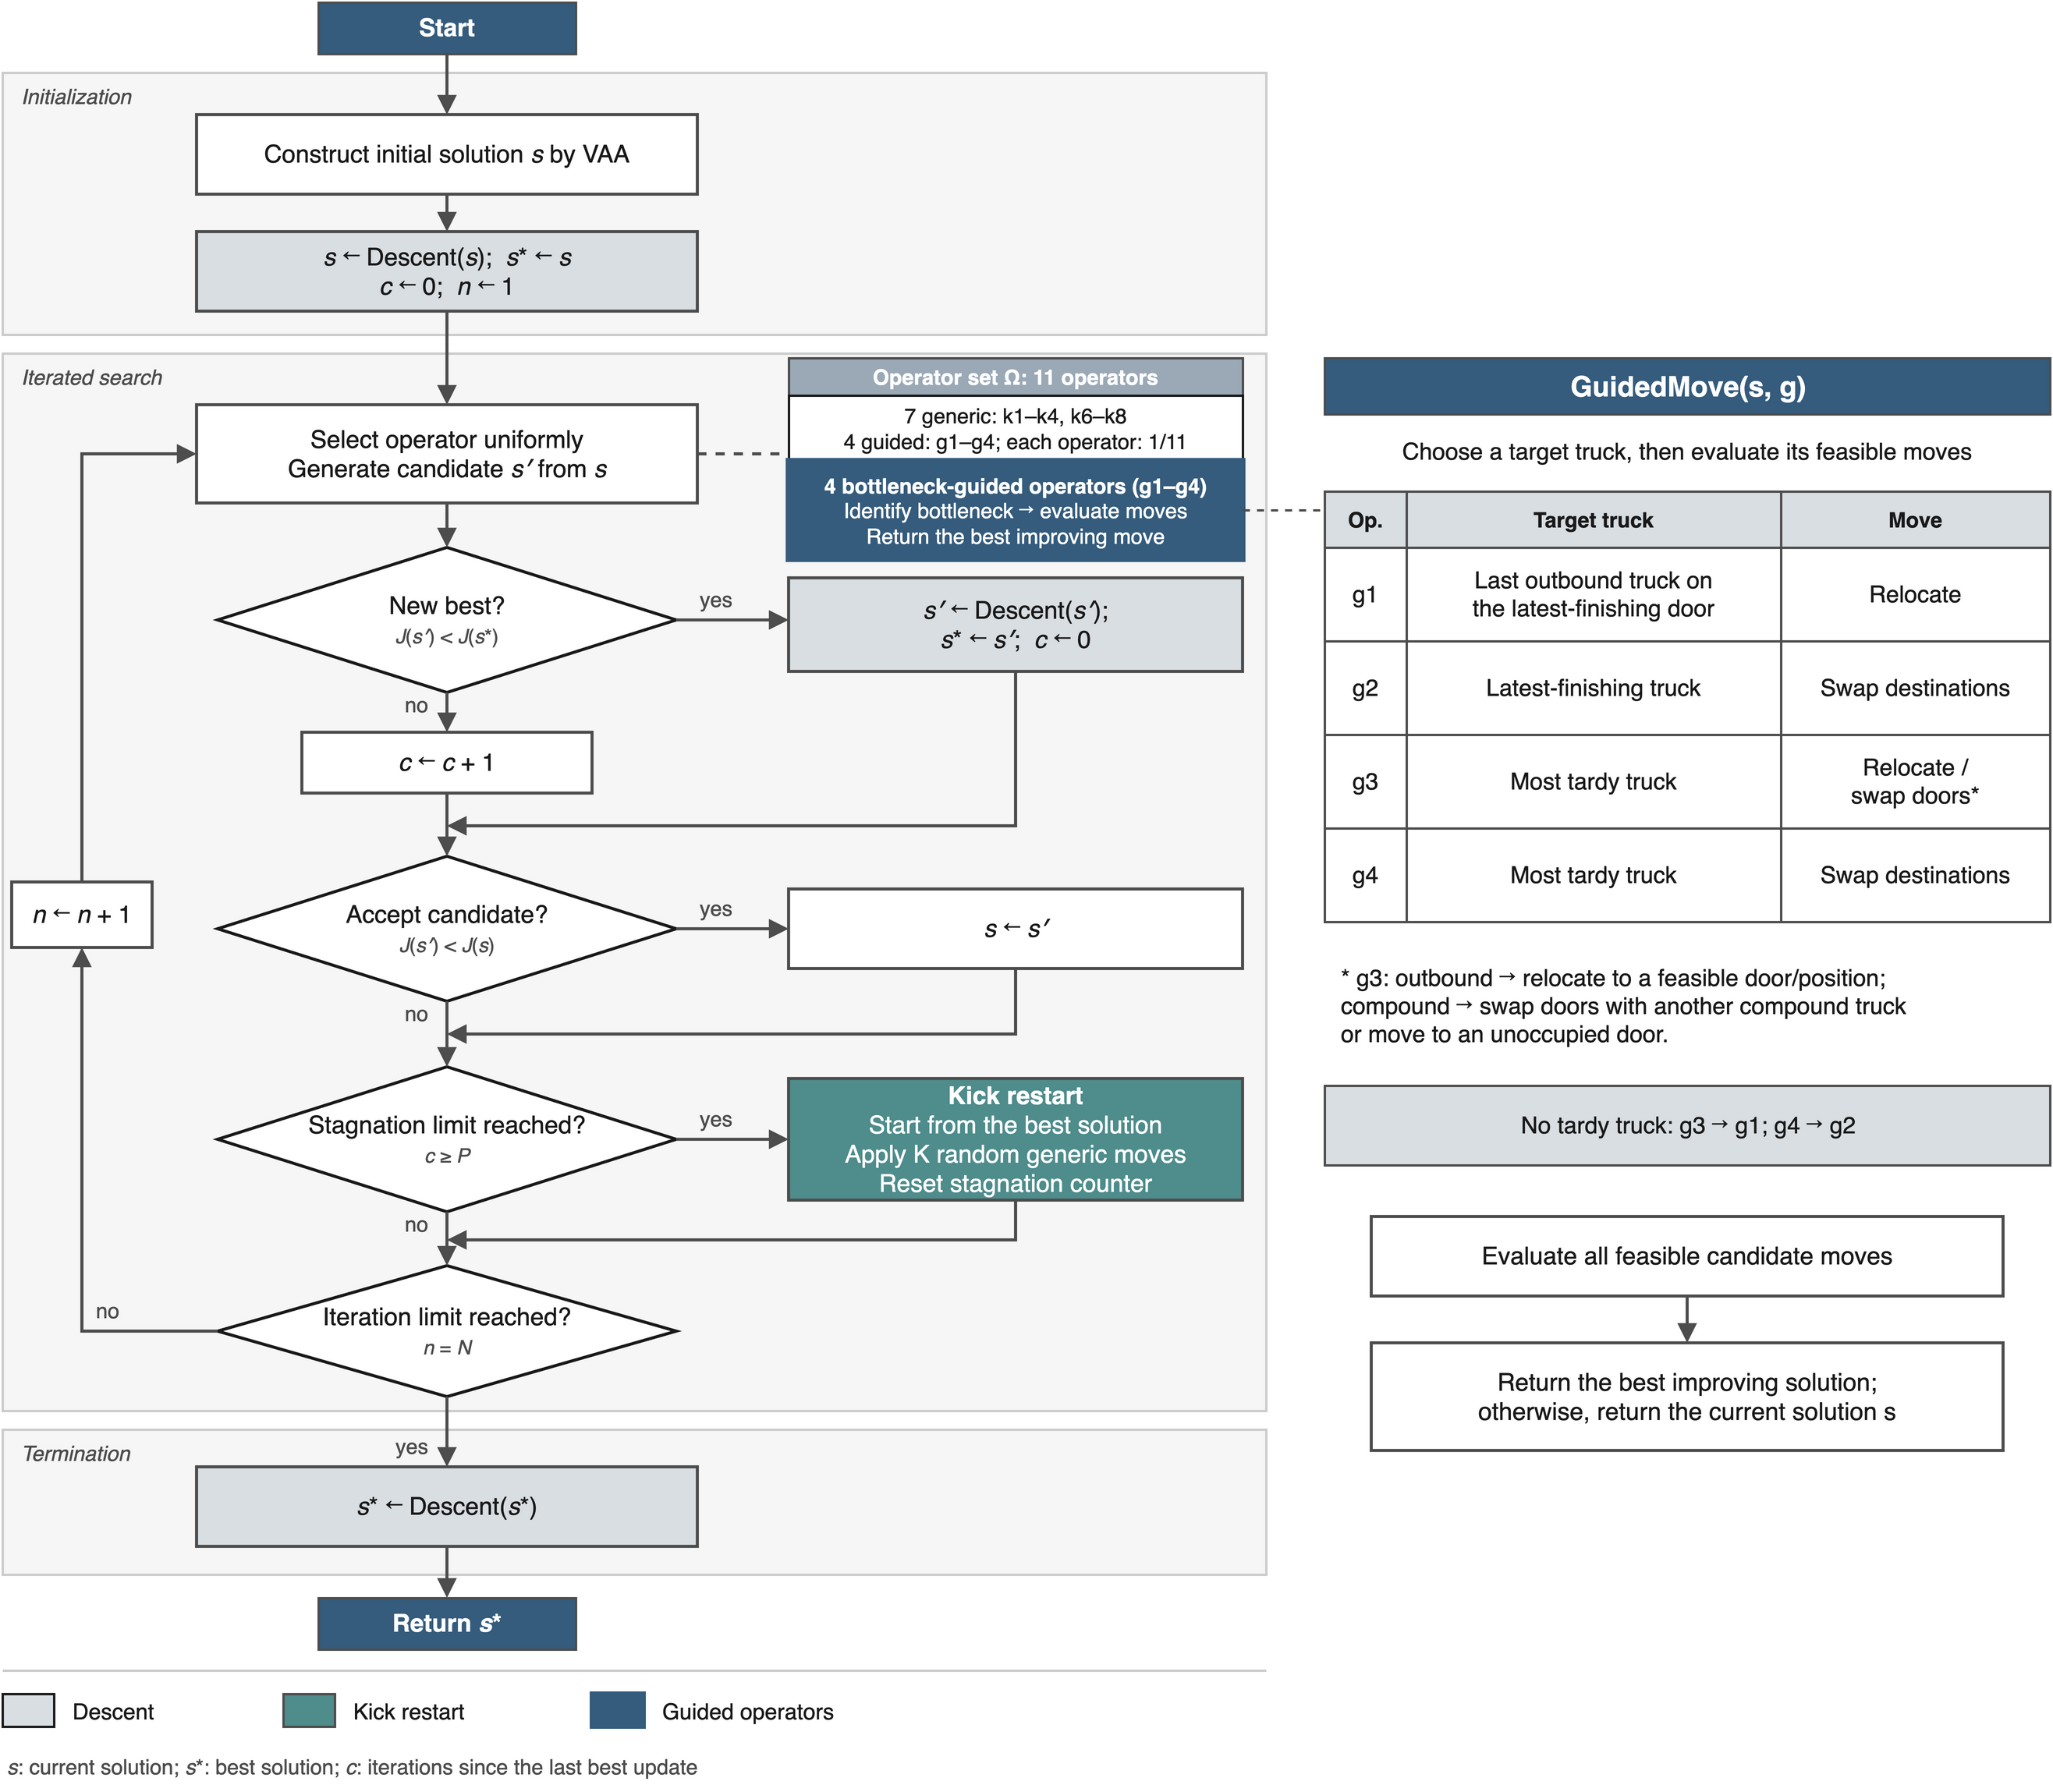 Start
Initialization
Construct initial solution s by VAA
s ← Descent(s); s* ← s
c ← 0; n ← 1
Iterated search
Select operator uniformly
Generate candidate s′ from s
Operator set Ω: 11 operators
7 generic: k1–k4, k6–k8
4 guided: g1–g4; each operator: 1/11
4 bottleneck-guided operators (g1–g4)
Identify bottleneck → evaluate moves
Return the best improving move
New best?
J(s′) < J(s*)
yes
s′ ← Descent(s′);
s* ← s′; c ← 0
no
c ← c + 1
n ← n + 1
Accept candidate?
J(s′) < J(s)
yes
s ← s′
no
Stagnation limit reached?
c ≥ P
yes
Kick restart
Start from the best solution
Apply K random generic moves
Reset stagnation counter
no
Iteration limit reached?
n = N
no
yes
Termination
s* ← Descent(s*)
Return s*
Descent
Kick restart
Guided operators
s: current solution; s*: best solution; c: iterations since the last best update
GuidedMove(s, g)
Choose a target truck, then evaluate its feasible moves
Op. Target truck Move
g1 Last outbound truck on the latest-finishing door Relocate
g2 Latest-finishing truck Swap destinations
g3 Most tardy truck Relocate / swap doors*
g4 Most tardy truck Swap destinations
* g3: outbound → relocate to a feasible door/position;
compound → swap doors with another compound truck
or move to an unoccupied door.
No tardy truck: g3 → g1; g4 → g2
Evaluate all feasible candidate moves
Return the best improving solution;
otherwise, return the current solution s